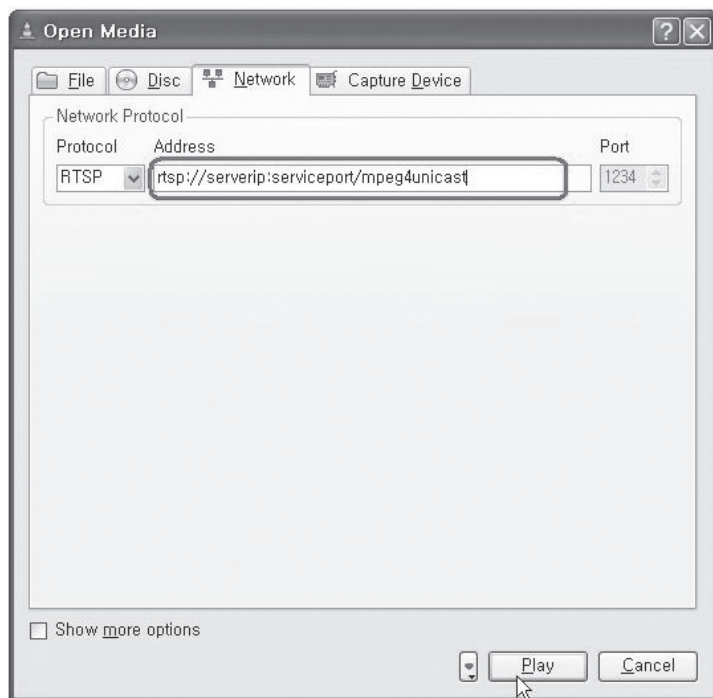 Open Media
File Disc Network Capture Device
Network Protocol
Protocol Address Port
RTSP rtsp://serverip:serviceport/mpeg4unicast 1234
Show more options
Play Cancel